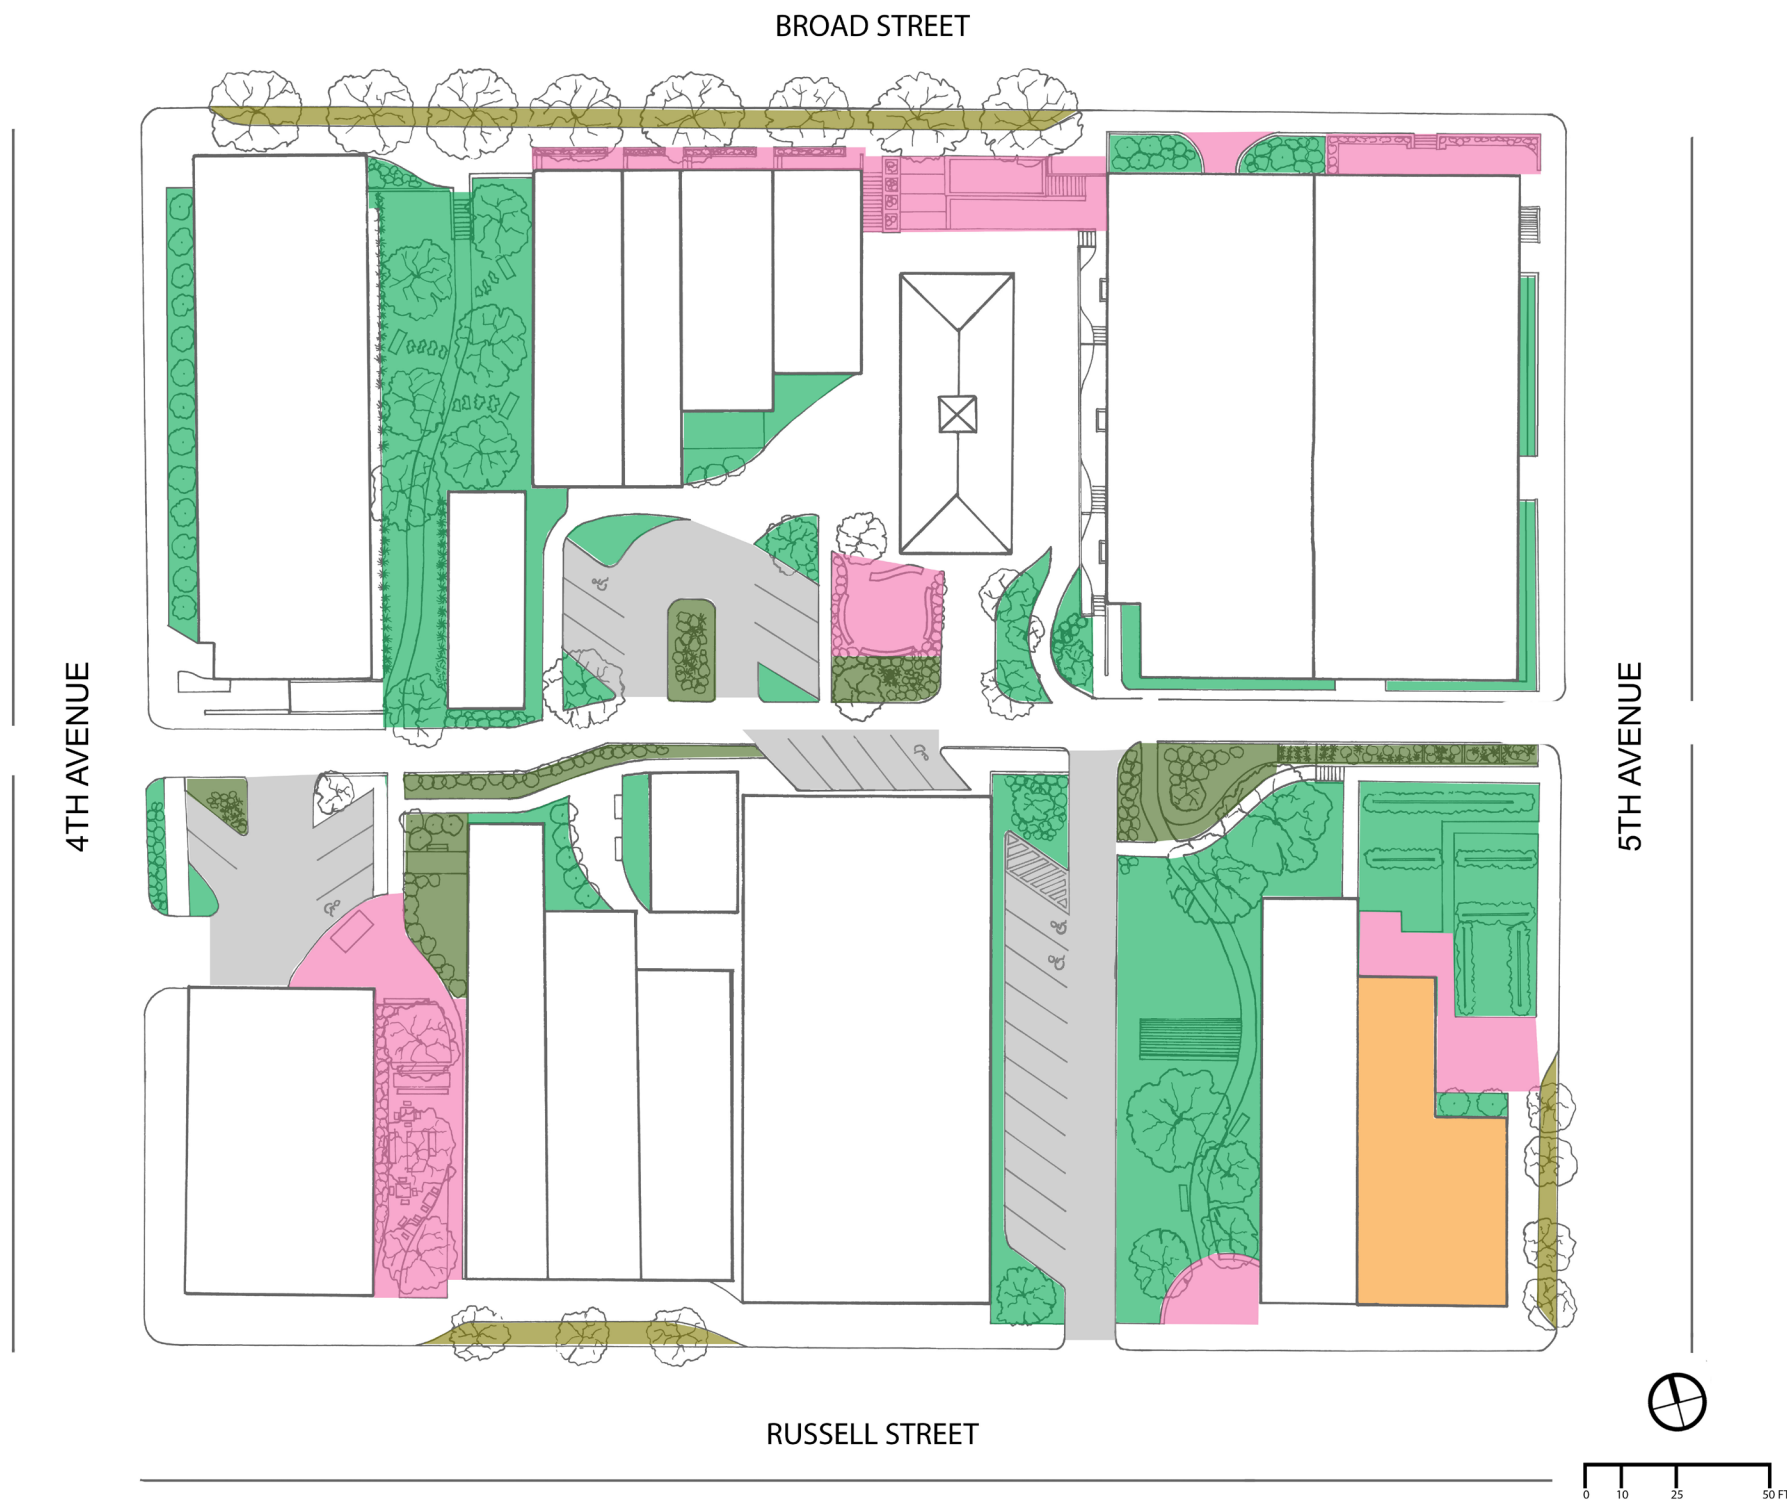 BROAD STREET
4TH AVENUE
5TH AVENUE
RUSSELL STREET
0 10 25 50 FT